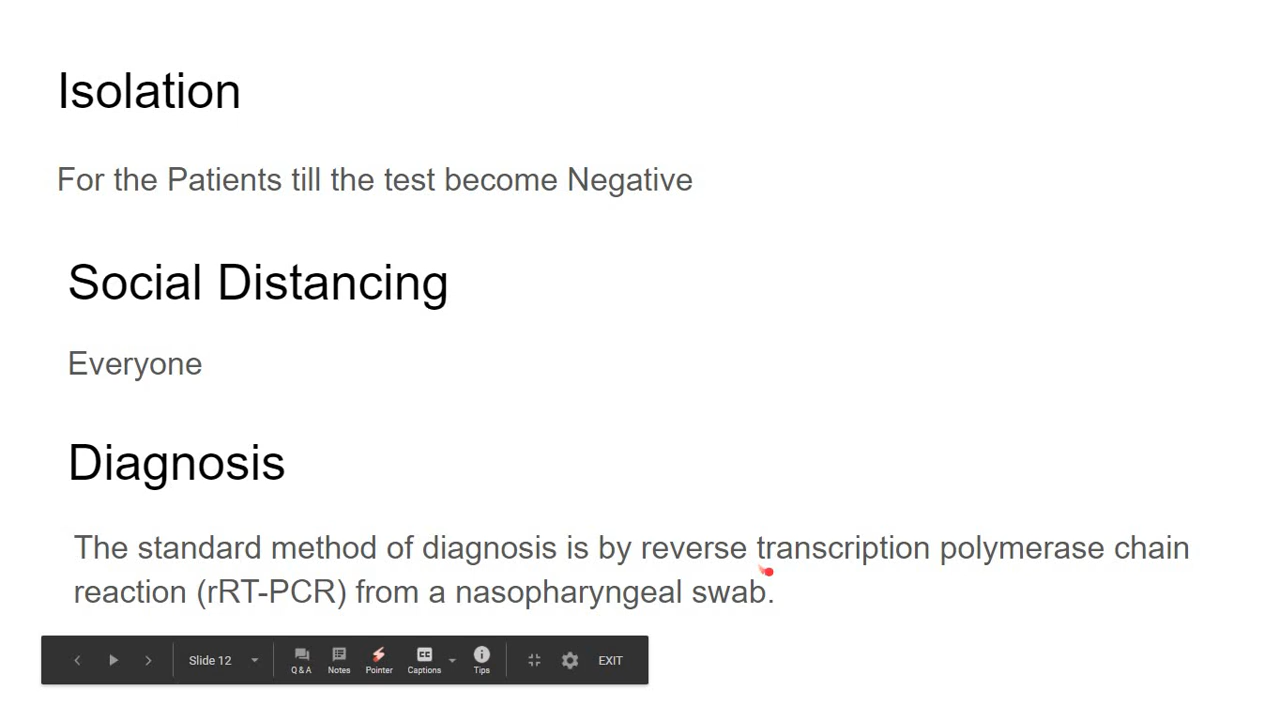 Isolation
For the Patients till the test become Negative
Social Distancing
Everyone
Diagnosis
The standard method of diagnosis is by reverse transcription polymerase chain
reaction (rRT-PCR) from a nasopharyngeal swab.
Slide 12
Q & A Notes Pointer Captions Tips EXIT